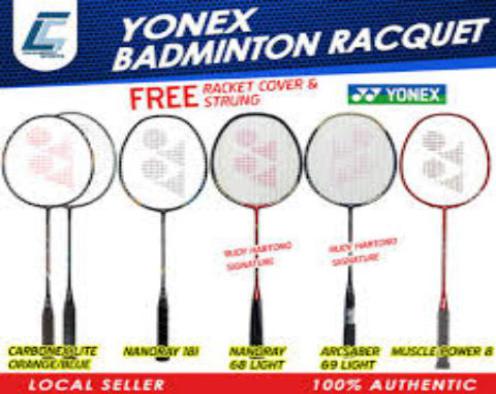 YONEX
BADMINTON RACQUET
FREE RACKET COVER &
STRUNG
YONEX
RUDY HARTONO
SIGNATURE
RUDY HARTONO
SIGNATURE
CARBONEX LITE
ORANGE/BLUE
NANORAY 18I
NANORAY
68 LIGHT
ARCSABER
69 LIGHT
MUSCLE POWER 8
LOCAL SELLER
100% AUTHENTIC